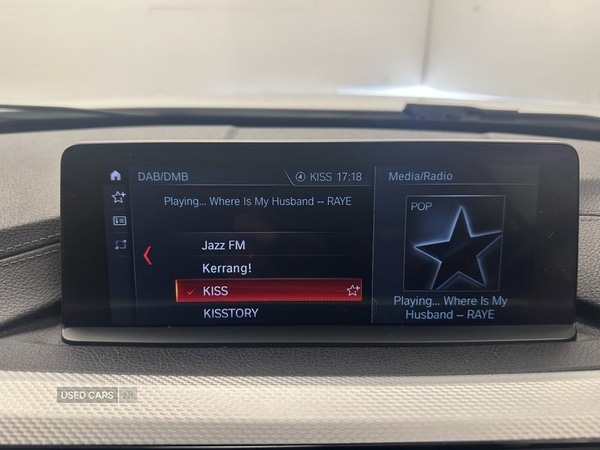 DAB/DMB
KISS 17:18
Media/Radio
Playing... Where Is My Husband -- RAYE
Jazz FM
Kerrang!
KISS
KISSTORY
POP
Playing... Where Is My
Husband -- RAYE
USED CARS NI